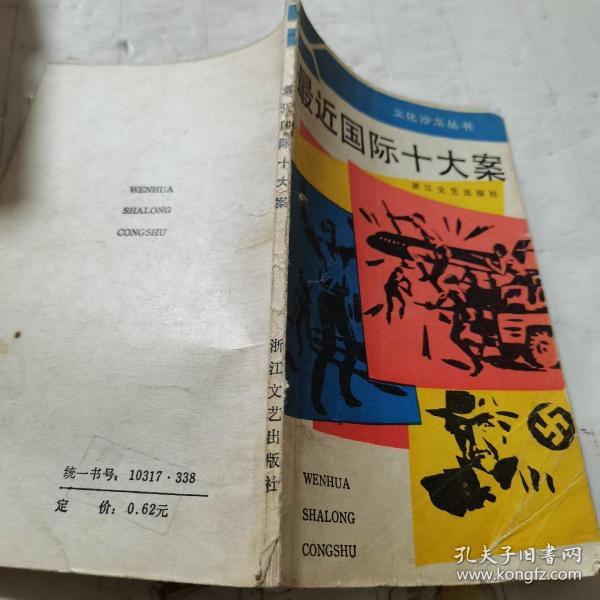 WENHUA
SHALONG
CONGSHU
统一书号：10317·338
定 价：0.62元
最近国际十大案
浙江文艺出版社
文化沙龙丛书
最近国际十大案
浙江文艺出版社
WENHUA
SHALONG
CONGSHU
孔夫子旧书网
www.kongfz.com